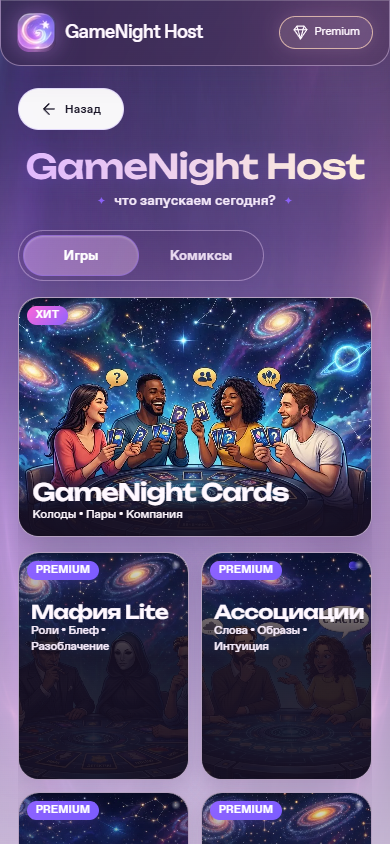 GameNight Host
Premium
Назад
GameNight Host
что запускаем сегодня?
Игры
Комиксы
ХИТ
?
GameNight Cards
Колоды • Пары • Компания
PREMIUM
Мафия Lite
Роли • Блеф •
Разоблачение
PREMIUM
Ассоциации
Слова • Образы •
Интуиция
PREMIUM
PREMIUM